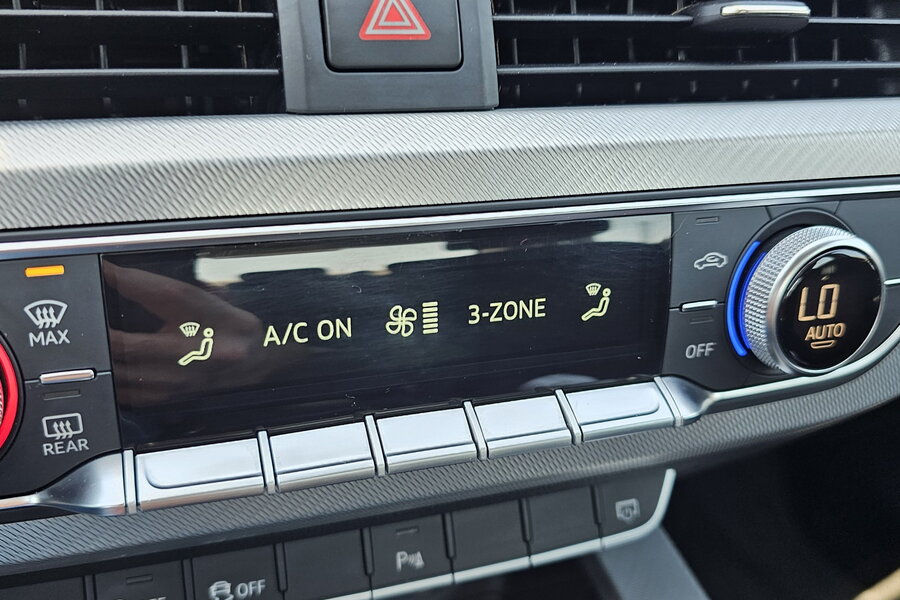 MAX
REAR
A/C ON
3-ZONE
OFF
LO
AUTO
OFF
P